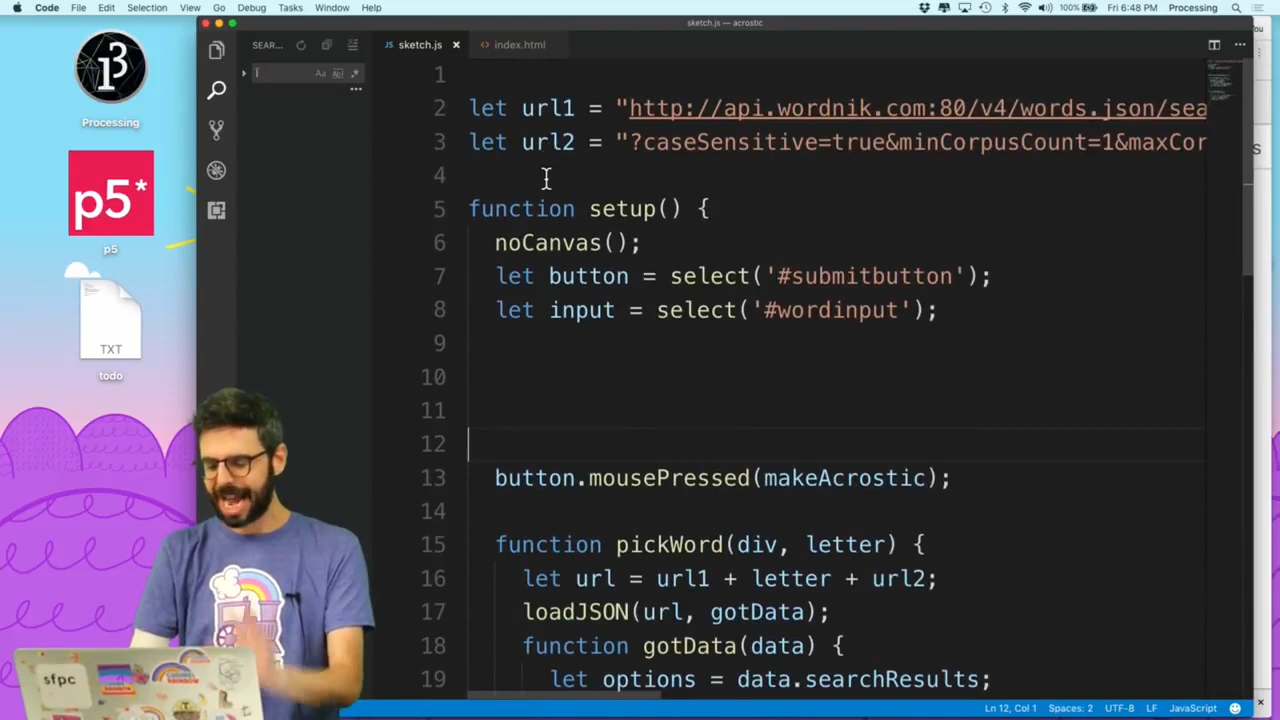 Code File Edit Selection View Go Debug Tasks Window Help
100% Fri 6:48 PM Processing
sketch.js — acrostic
SEAR...
sketch.js
index.html
Processing
p5*
p5
TXT
todo
sfpc
1
2 let url1 = "http://api.wordnik.com:80/v4/words.json/sea
3 let url2 = "?caseSensitive=true&minCorpusCount=1&maxCor
4
5 function setup() {
6 noCanvas();
7 let button = select('#submitbutton');
8 let input = select('#wordinput');
9
10
11
12
13 button.mousePressed(makeAcrostic);
14
15 function pickWord(div, letter) {
16 let url = url1 + letter + url2;
17 loadJSON(url, gotData);
18 function gotData(data) {
19 let options = data.searchResults;
Ln 12, Col 1 Spaces: 2 UTF-8 LF JavaScript